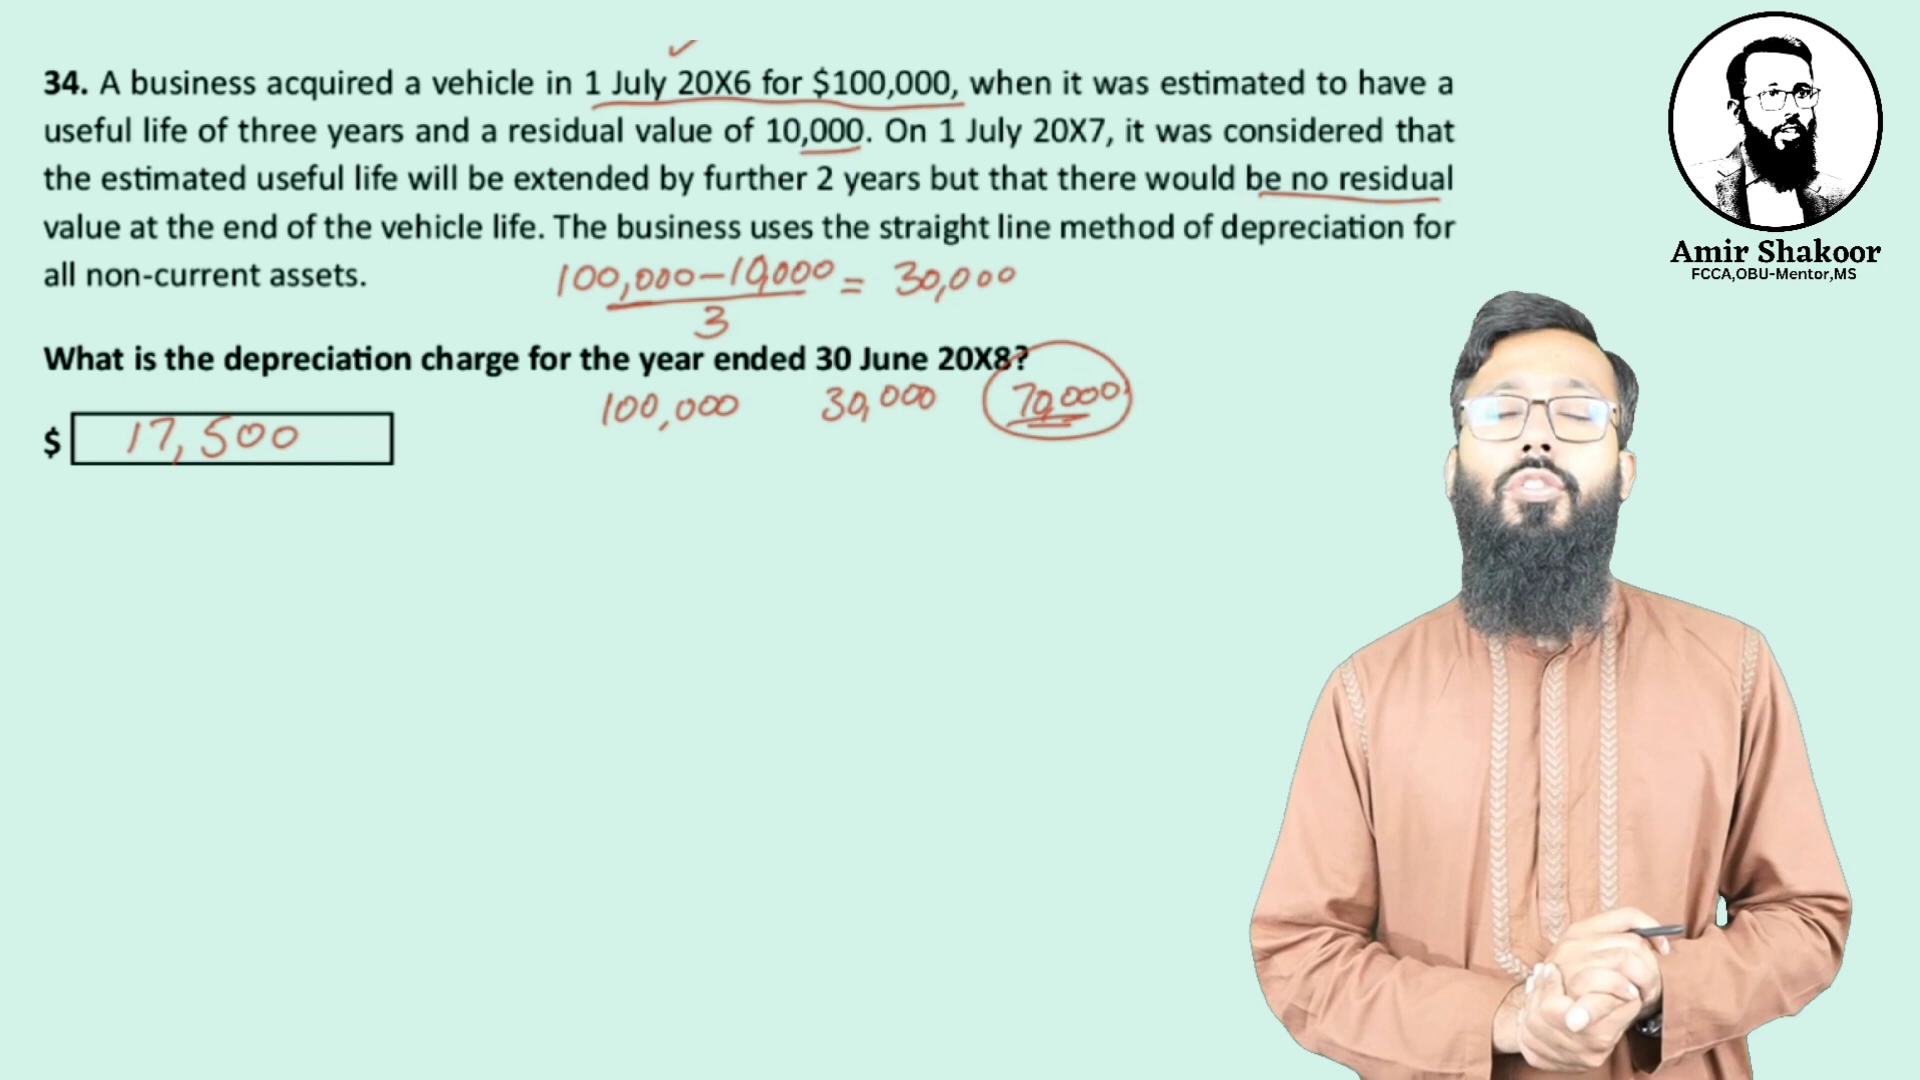 34. A business acquired a vehicle in 1 July 20X6 for $100,000, when it was estimated to have a
useful life of three years and a residual value of 10,000. On 1 July 20X7, it was considered that
the estimated useful life will be extended by further 2 years but that there would be no residual
value at the end of the vehicle life. The business uses the straight line method of depreciation for
all non-current assets.
100,000-10,000 = 30,000
3
What is the depreciation charge for the year ended 30 June 20X8?
100,000 30,000 70,000
$ 17,500
Amir Shakoor
FCCA,OBU-Mentor,MS